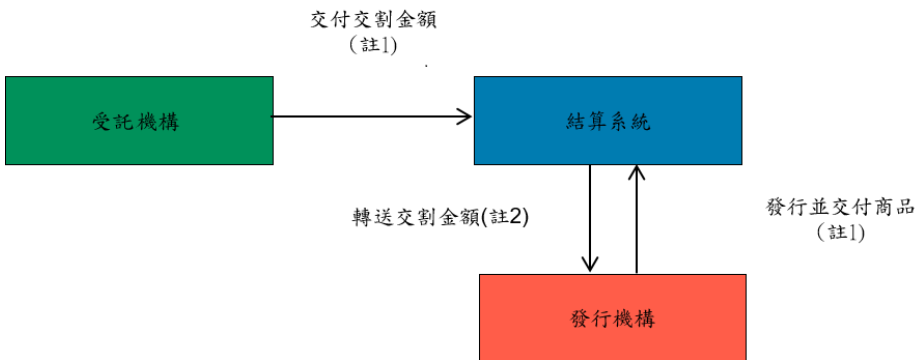 交付交割金額
(註1)
受託機構
結算系統
轉送交割金額(註2)
發行並交付商品
(註1)
發行機構